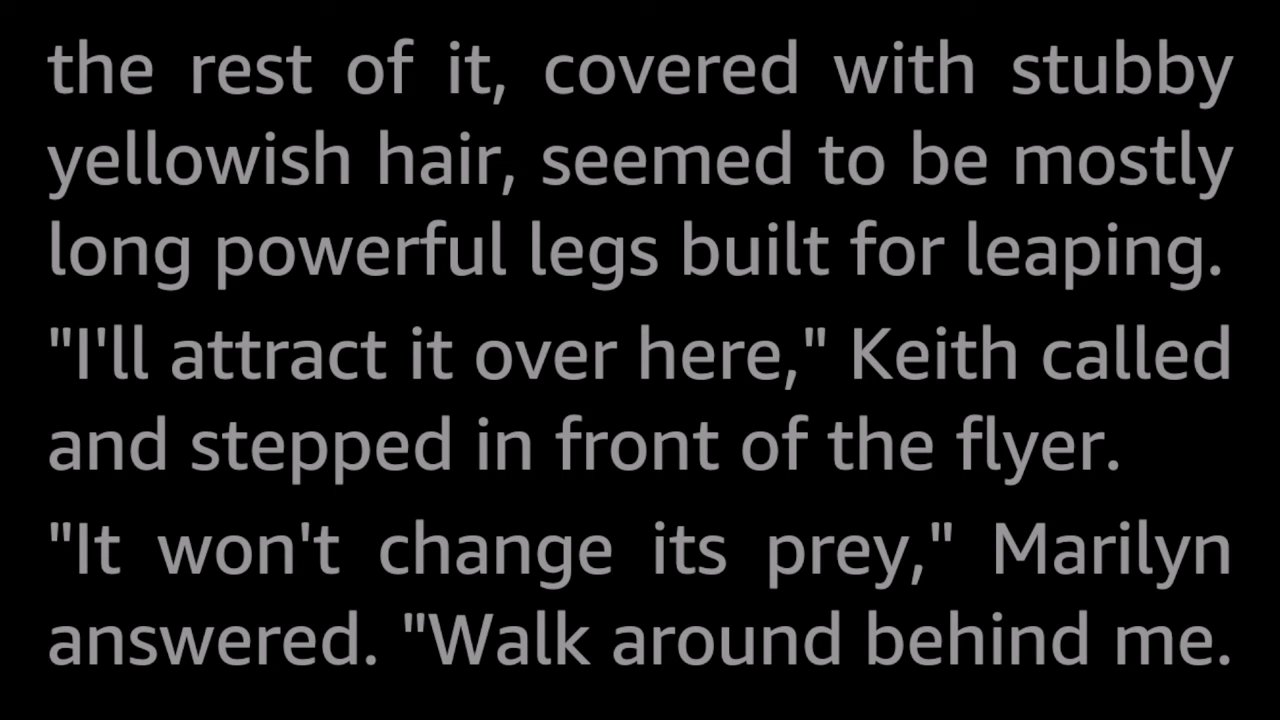 the rest of it, covered with stubby
yellowish hair, seemed to be mostly
long powerful legs built for leaping.
"I'll attract it over here," Keith called
and stepped in front of the flyer.
"It won't change its prey," Marilyn
answered. "Walk around behind me.